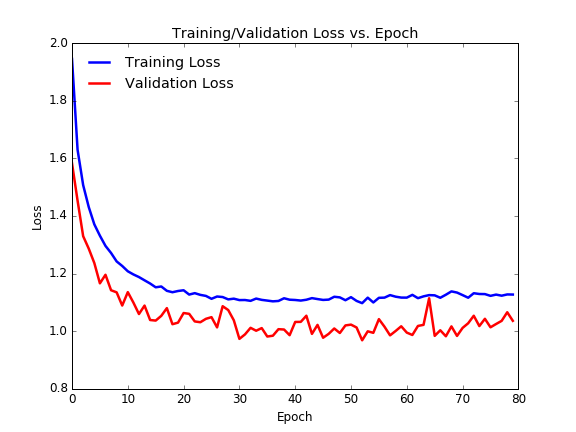 Training/Validation Loss vs. Epoch
2.0
Training Loss
Validation Loss
1.8
1.6
1.4
Loss
1.2
1.0
0.8
0 10 20 30 40 50 60 70 80
Epoch